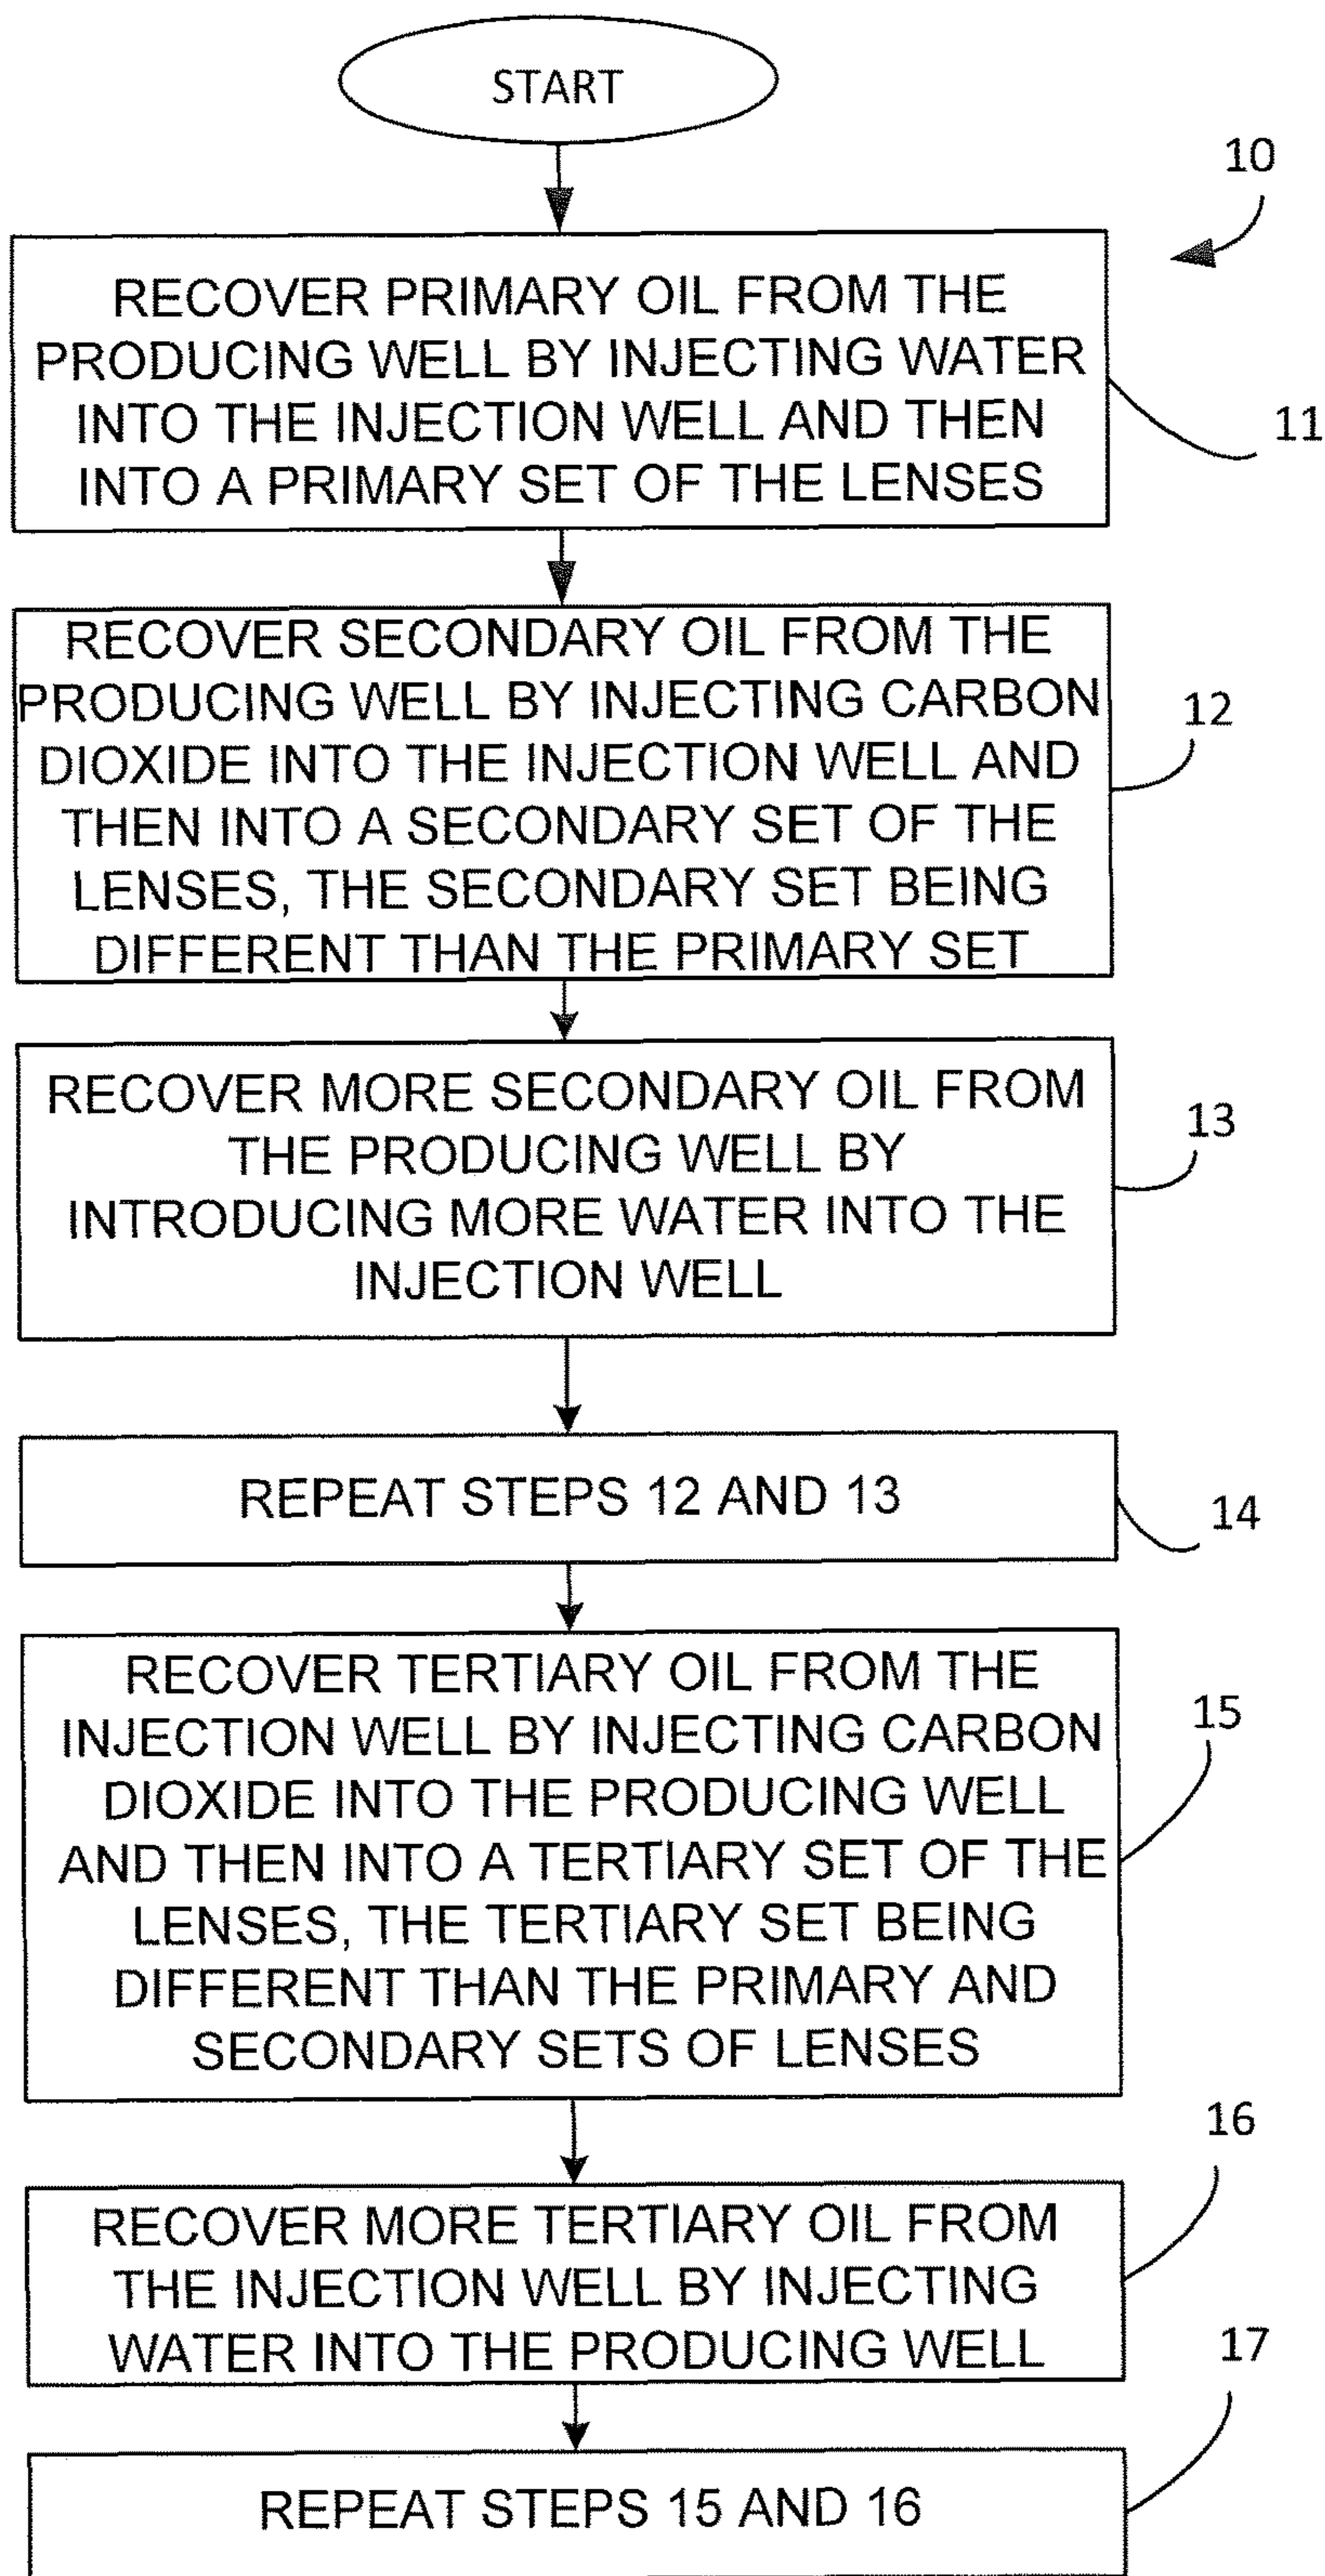 START
10
RECOVER PRIMARY OIL FROM THE
PRODUCING WELL BY INJECTING WATER
INTO THE INJECTION WELL AND THEN
INTO A PRIMARY SET OF THE LENSES
11
RECOVER SECONDARY OIL FROM THE
PRODUCING WELL BY INJECTING CARBON
DIOXIDE INTO THE INJECTION WELL AND
THEN INTO A SECONDARY SET OF THE
LENSES, THE SECONDARY SET BEING
DIFFERENT THAN THE PRIMARY SET
12
RECOVER MORE SECONDARY OIL FROM
THE PRODUCING WELL BY
INTRODUCING MORE WATER INTO THE
INJECTION WELL
13
REPEAT STEPS 12 AND 13
14
RECOVER TERTIARY OIL FROM THE
INJECTION WELL BY INJECTING CARBON
DIOXIDE INTO THE PRODUCING WELL
AND THEN INTO A TERTIARY SET OF THE
LENSES, THE TERTIARY SET BEING
DIFFERENT THAN THE PRIMARY AND
SECONDARY SETS OF LENSES
15
RECOVER MORE TERTIARY OIL FROM
THE INJECTION WELL BY INJECTING
WATER INTO THE PRODUCING WELL
16
REPEAT STEPS 15 AND 16
17